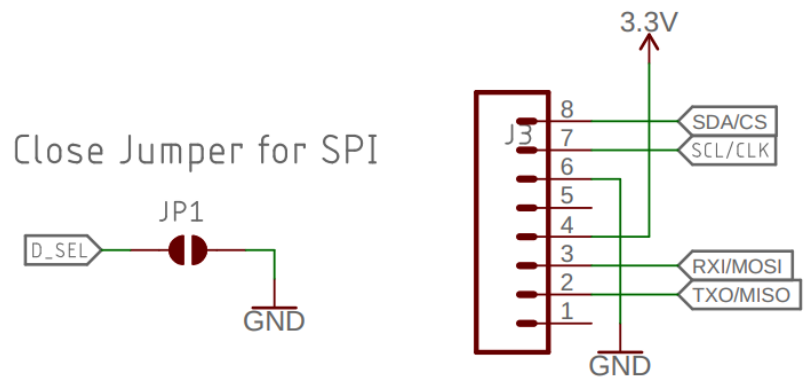 Close Jumper for SPI
JP1
D_SEL
GND
3.3V
J3
8
SDA/CS
7
SCL/CLK
6
5
4
3
RXI/MOSI
2
TXO/MISO
1
GND